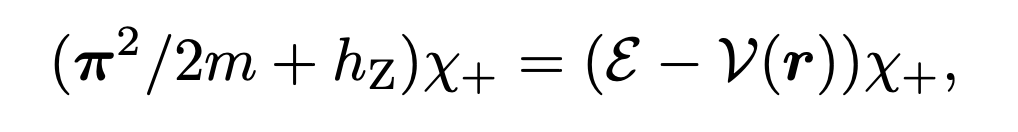 (π²/2m + h_Z)χ₊ = (ℰ − 𝒱(r))χ₊,